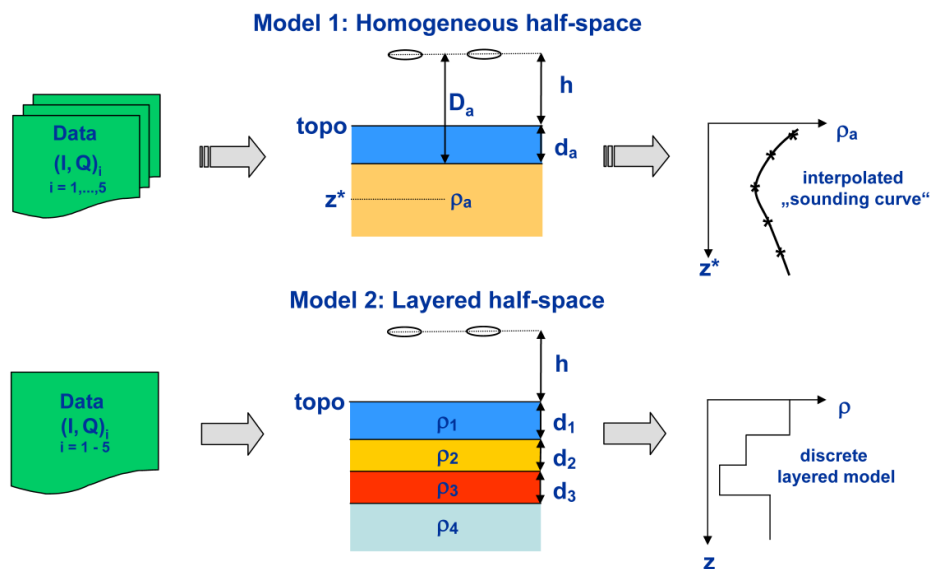 Model 1: Homogeneous half-space
h
Dₐ
topo
dₐ
Data
(I, Q)ᵢ
i = 1,...,5
z*
ρₐ
ρₐ
interpolated
„sounding curve“
z*
Model 2: Layered half-space
h
topo
Data
(I, Q)ᵢ
i = 1 - 5
ρ₁
d₁
ρ₂
d₂
ρ₃
d₃
ρ₄
ρ
discrete
layered model
z